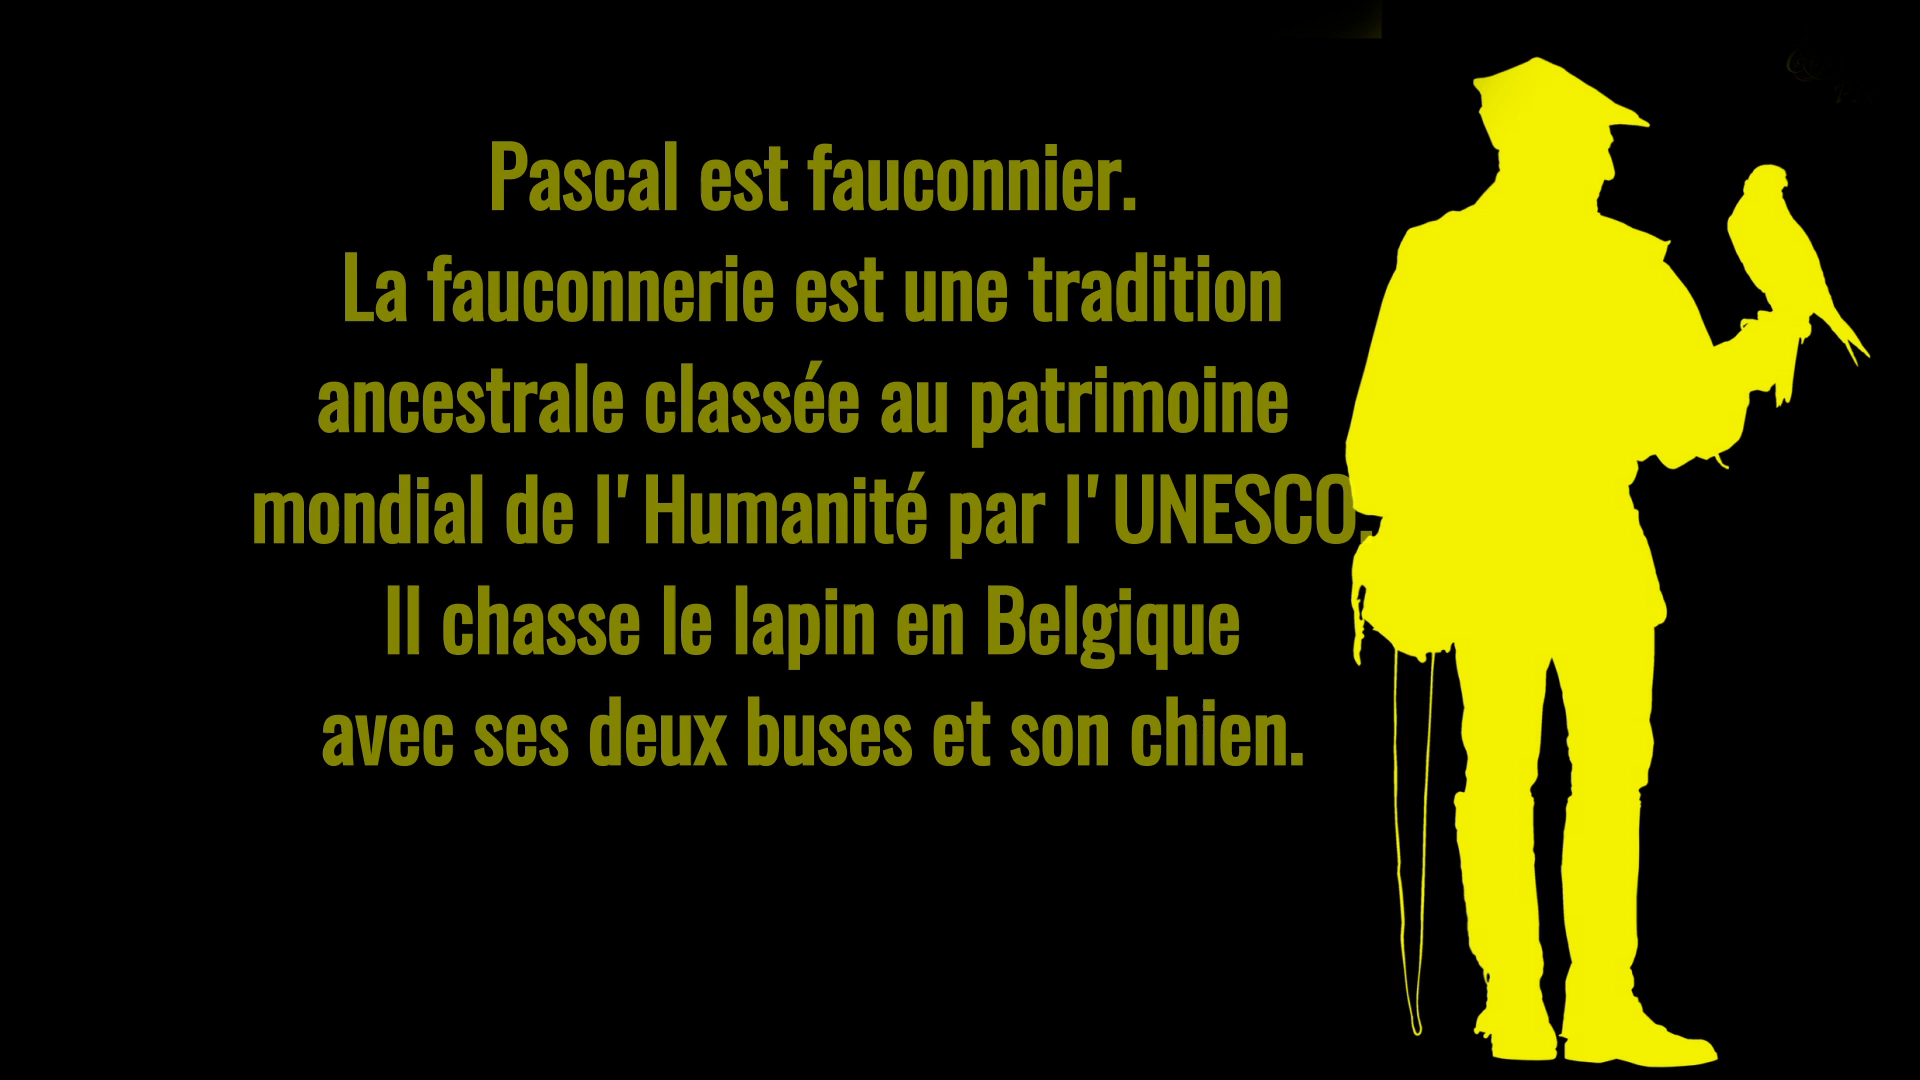 Pascal est fauconnier.
La fauconnerie est une tradition
ancestrale classée au patrimoine
mondial de l'Humanité par l'UNESCO.
Il chasse le lapin en Belgique
avec ses deux buses et son chien.